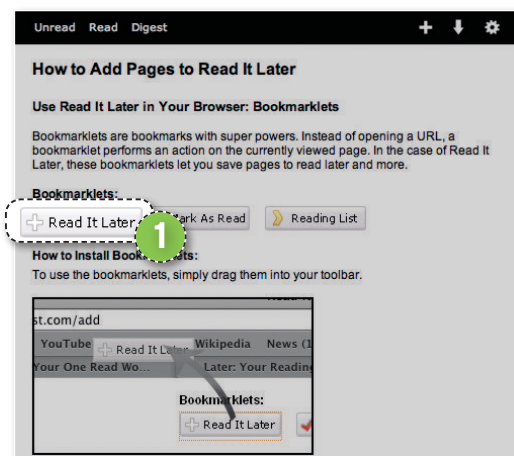 Unread Read Digest
How to Add Pages to Read It Later
Use Read It Later in Your Browser: Bookmarklets
Bookmarklets are bookmarks with super powers. Instead of opening a URL, a
bookmarklet performs an action on the currently viewed page. In the case of Read It
Later, these bookmarklets let you save pages to read later and more.
Bookmarklets:
Read It Later As Read Reading List
1
How to Install
To use the bookmarklets, simply drag them into your toolbar.
st.com/add
YouTube Read It Later Wikipedia News (1
Your One Read Wo... Later: Your Reading
Bookmarklets:
Read It Later